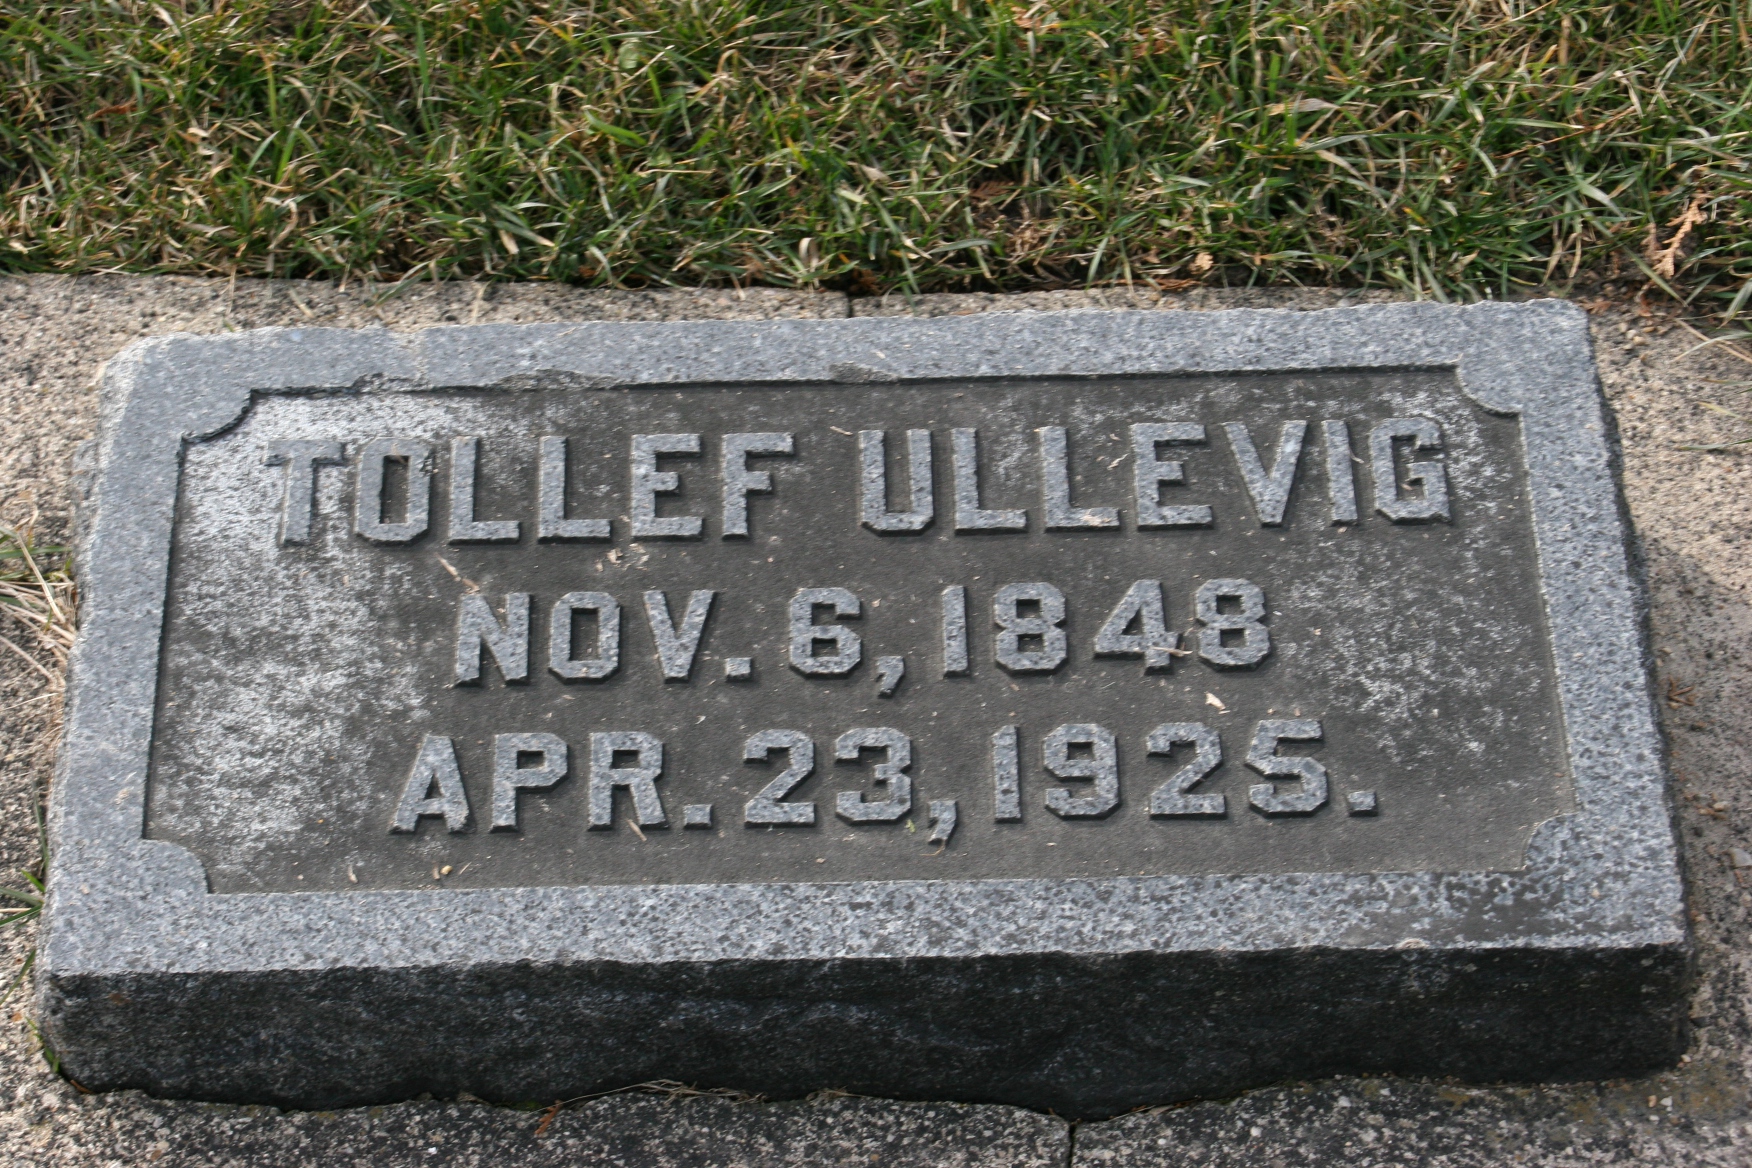 TOLLEF ULLEVIG
NOV. 6, 1848
APR. 23, 1925.